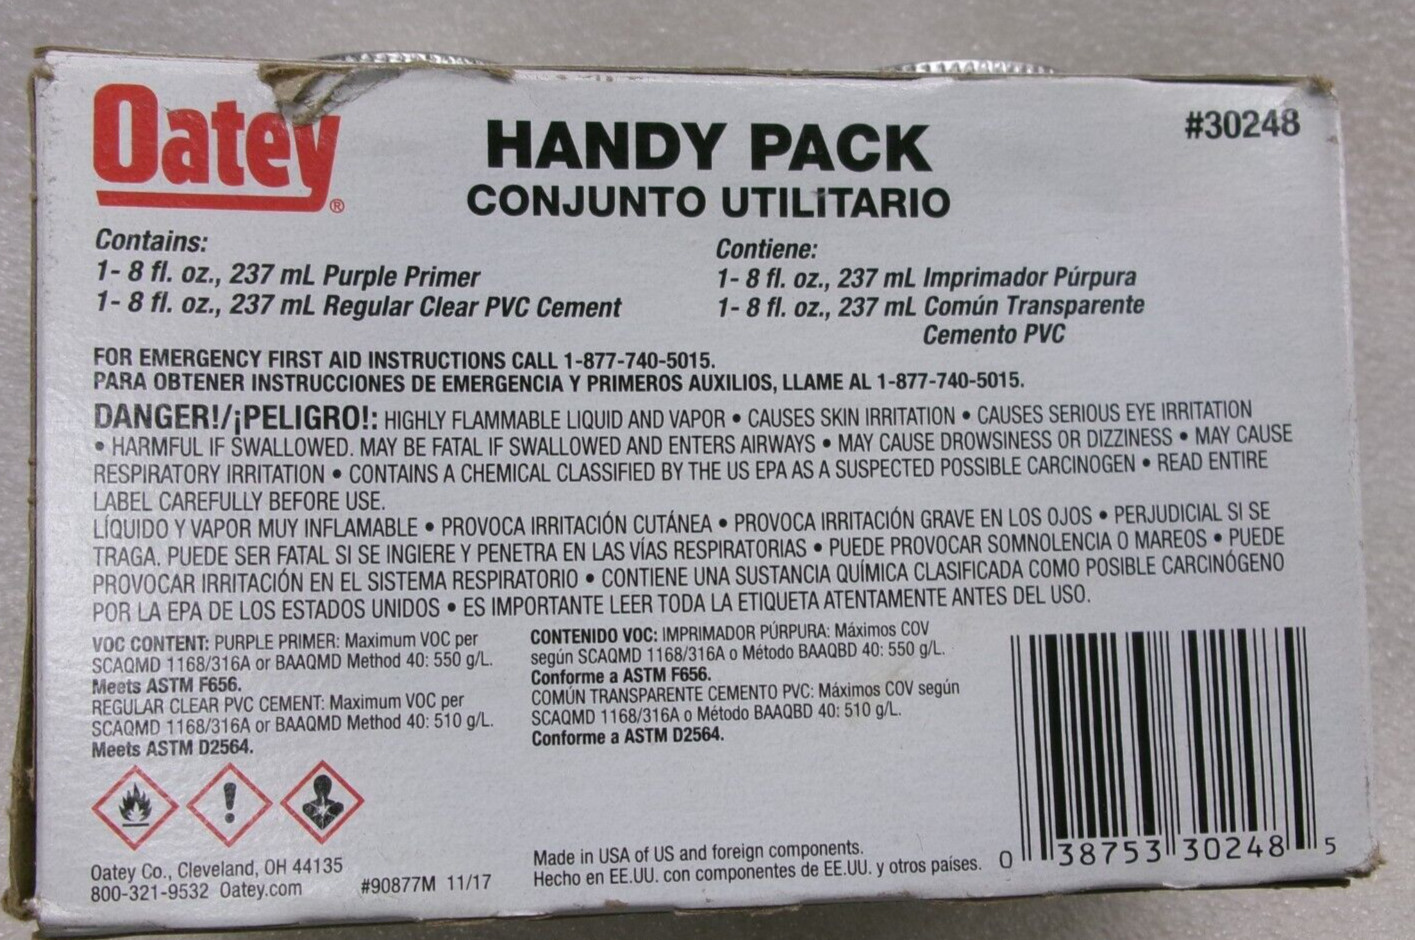 Oatey®
HANDY PACK
CONJUNTO UTILITARIO
#30248
Contains:
1- 8 fl. oz., 237 mL Purple Primer
1- 8 fl. oz., 237 mL Regular Clear PVC Cement
Contiene:
1- 8 fl. oz., 237 mL Imprimador Púrpura
1- 8 fl. oz., 237 mL Común Transparente
Cemento PVC
FOR EMERGENCY FIRST AID INSTRUCTIONS CALL 1-877-740-5015.
PARA OBTENER INSTRUCCIONES DE EMERGENCIA Y PRIMEROS AUXILIOS, LLAME AL 1-877-740-5015.
DANGER!/¡PELIGRO!: HIGHLY FLAMMABLE LIQUID AND VAPOR • CAUSES SKIN IRRITATION • CAUSES SERIOUS EYE IRRITATION
• HARMFUL IF SWALLOWED. MAY BE FATAL IF SWALLOWED AND ENTERS AIRWAYS • MAY CAUSE DROWSINESS OR DIZZINESS • MAY CAUSE
RESPIRATORY IRRITATION • CONTAINS A CHEMICAL CLASSIFIED BY THE US EPA AS A SUSPECTED POSSIBLE CARCINOGEN • READ ENTIRE
LABEL CAREFULLY BEFORE USE.
LÍQUIDO Y VAPOR MUY INFLAMABLE • PROVOCA IRRITACIÓN CUTÁNEA • PROVOCA IRRITACIÓN GRAVE EN LOS OJOS • PERJUDICIAL SI SE
TRAGA. PUEDE SER FATAL SI SE INGIERE Y PENETRA EN LAS VÍAS RESPIRATORIAS • PUEDE PROVOCAR SOMNOLENCIA O MAREOS • PUEDE
PROVOCAR IRRITACIÓN EN EL SISTEMA RESPIRATORIO • CONTIENE UNA SUSTANCIA QUÍMICA CLASIFICADA COMO POSIBLE CARCINÓGENO
POR LA EPA DE LOS ESTADOS UNIDOS • ES IMPORTANTE LEER TODA LA ETIQUETA ATENTAMENTE ANTES DEL USO.
VOC CONTENT: PURPLE PRIMER: Maximum VOC per
SCAQMD 1168/316A or BAAQMD Method 40: 550 g/L.
Meets ASTM F656.
REGULAR CLEAR PVC CEMENT: Maximum VOC per
SCAQMD 1168/316A or BAAQMD Method 40: 510 g/L.
Meets ASTM D2564.
CONTENIDO VOC: IMPRIMADOR PÚRPURA: Máximos COV
según SCAQMD 1168/316A o Método BAAQBD 40: 550 g/L.
Conforme a ASTM F656.
COMÚN TRANSPARENTE CEMENTO PVC: Máximos COV según
SCAQMD 1168/316A o Método BAAQBD 40: 510 g/L.
Conforme a ASTM D2564.
Oatey Co., Cleveland, OH 44135
800-321-9532 Oatey.com
#90877M 11/17
Made in USA of US and foreign components.
Hecho en EE.UU. con componentes de EE.UU. y otros países.
0 38753 30248 5